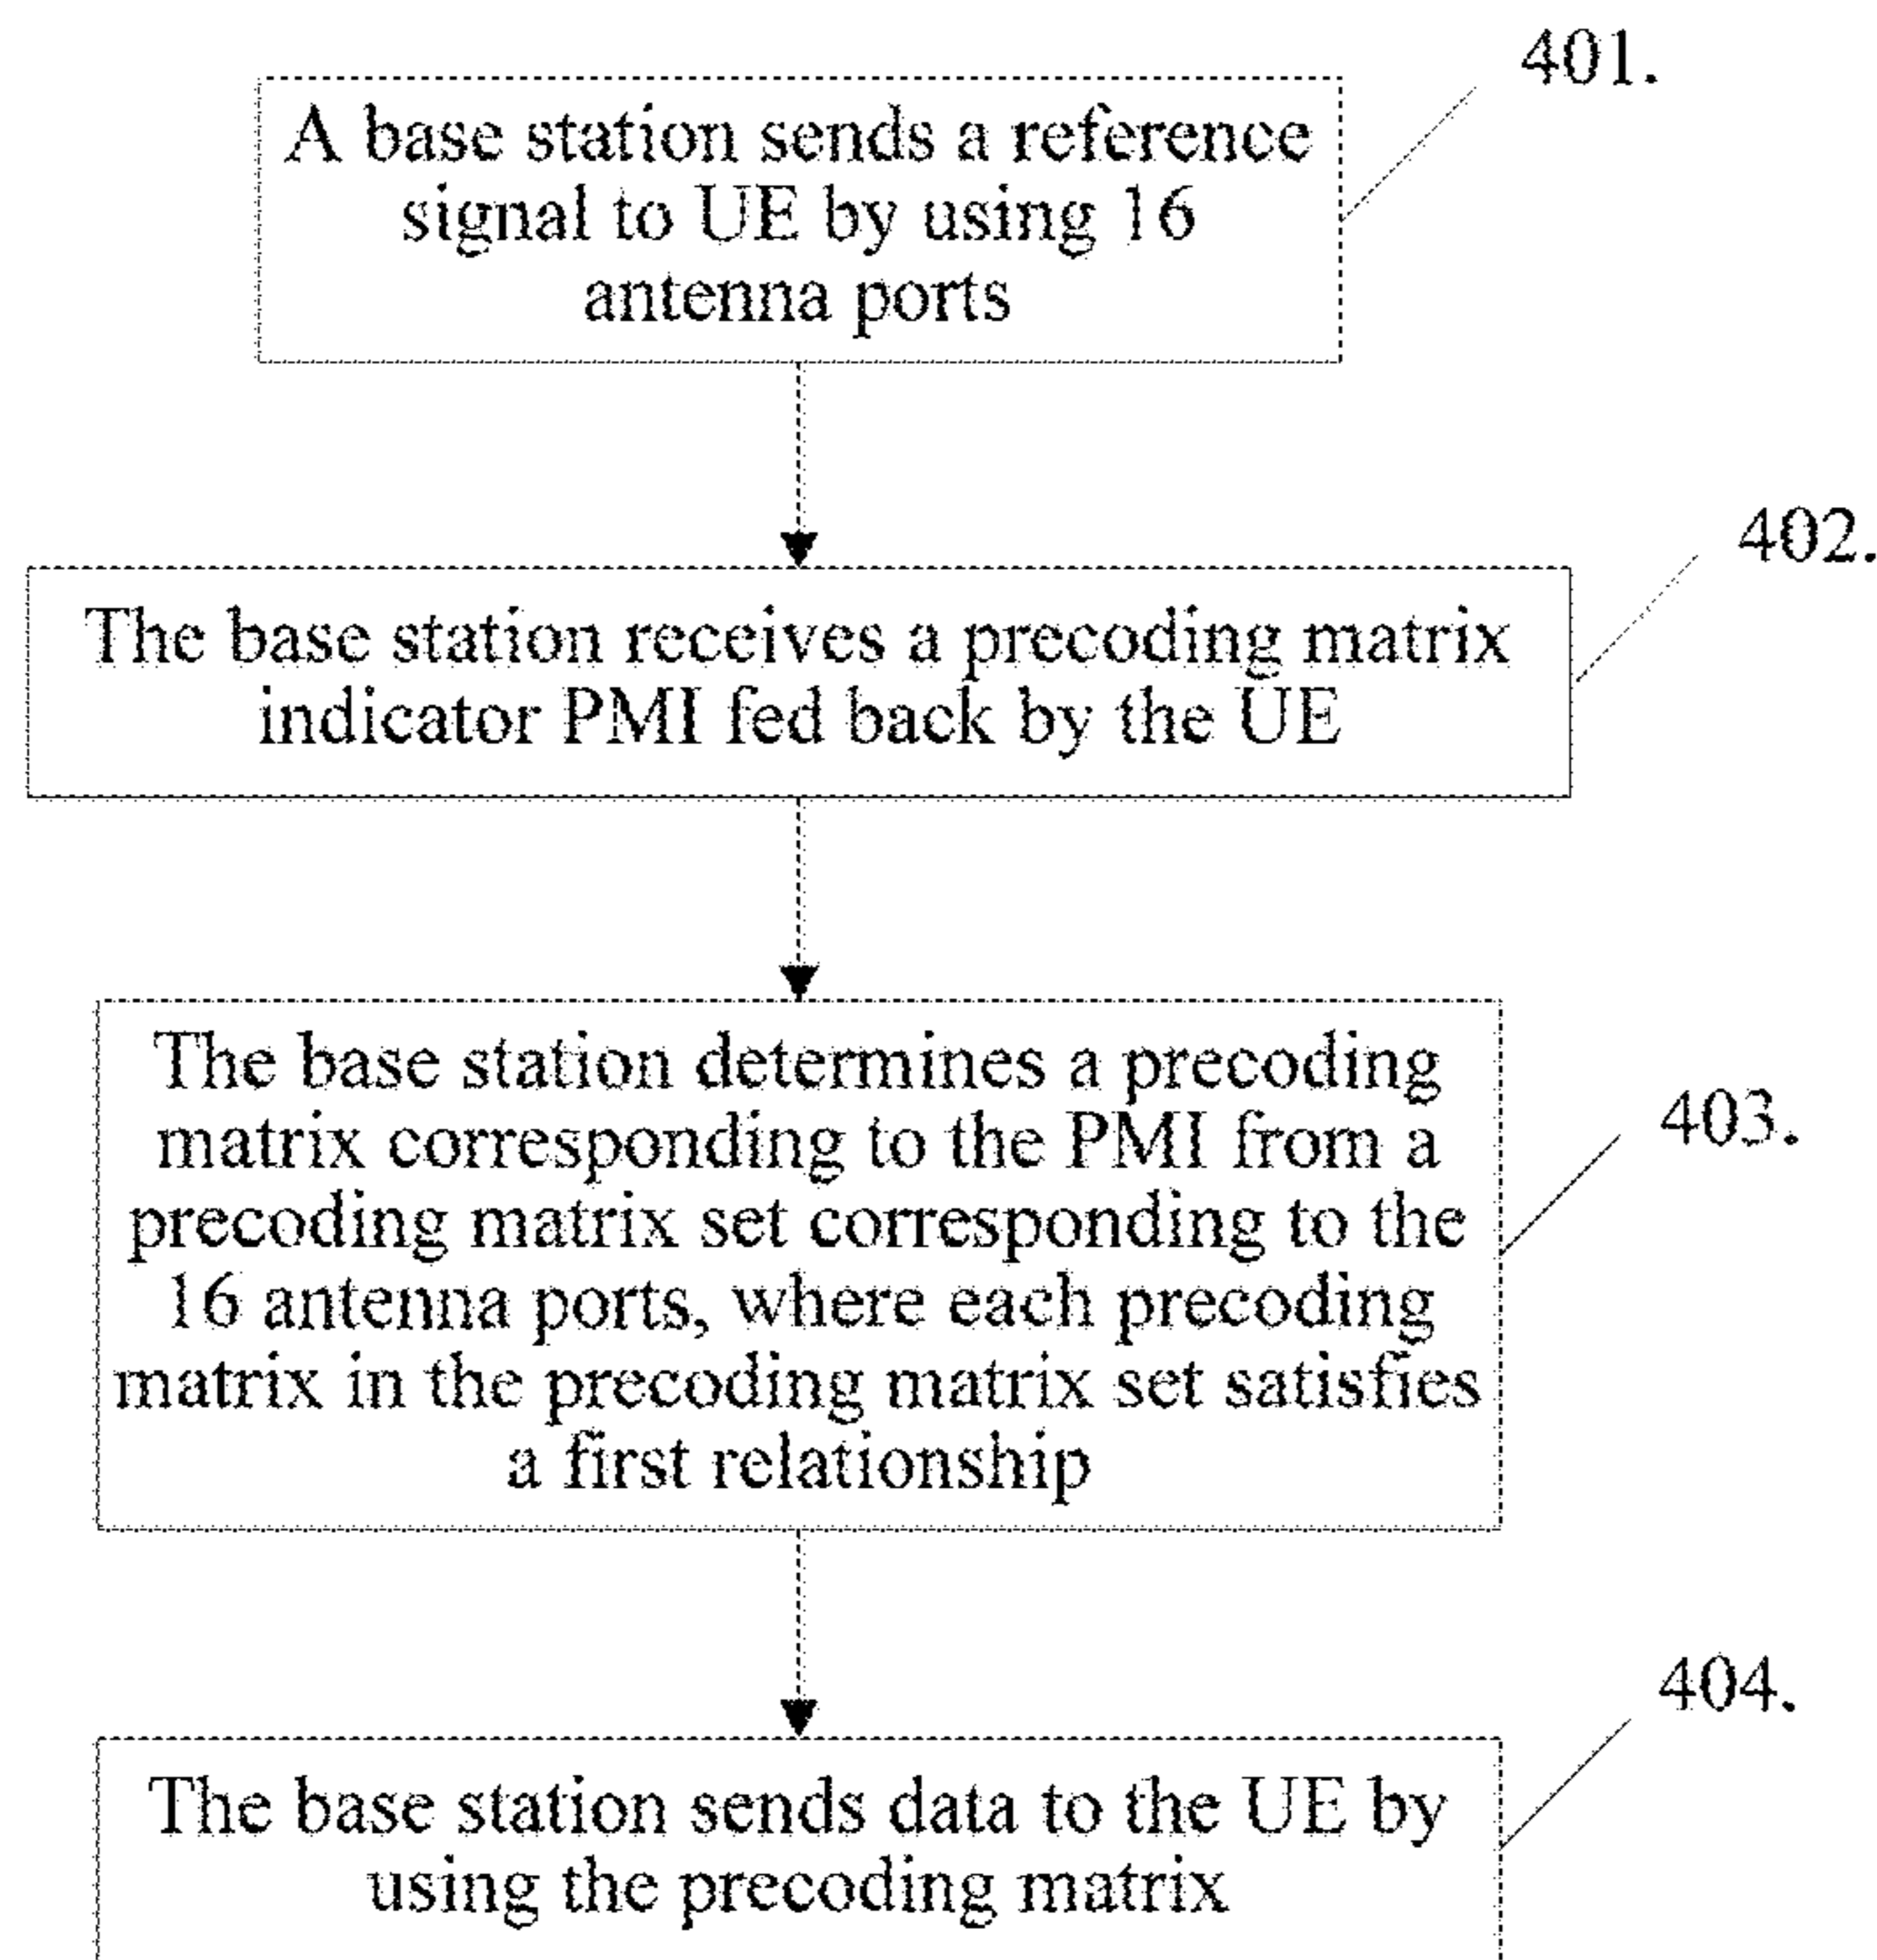 401.
A base station sends a reference
signal to UE by using 16
antenna ports
402.
The base station receives a precoding matrix
indicator PMI fed back by the UE
The base station determines a precoding
matrix corresponding to the PMI from a
precoding matrix set corresponding to the
16 antenna ports, where each precoding
matrix in the precoding matrix set satisfies
a first relationship
403.
404.
The base station sends data to the UE by
using the precoding matrix